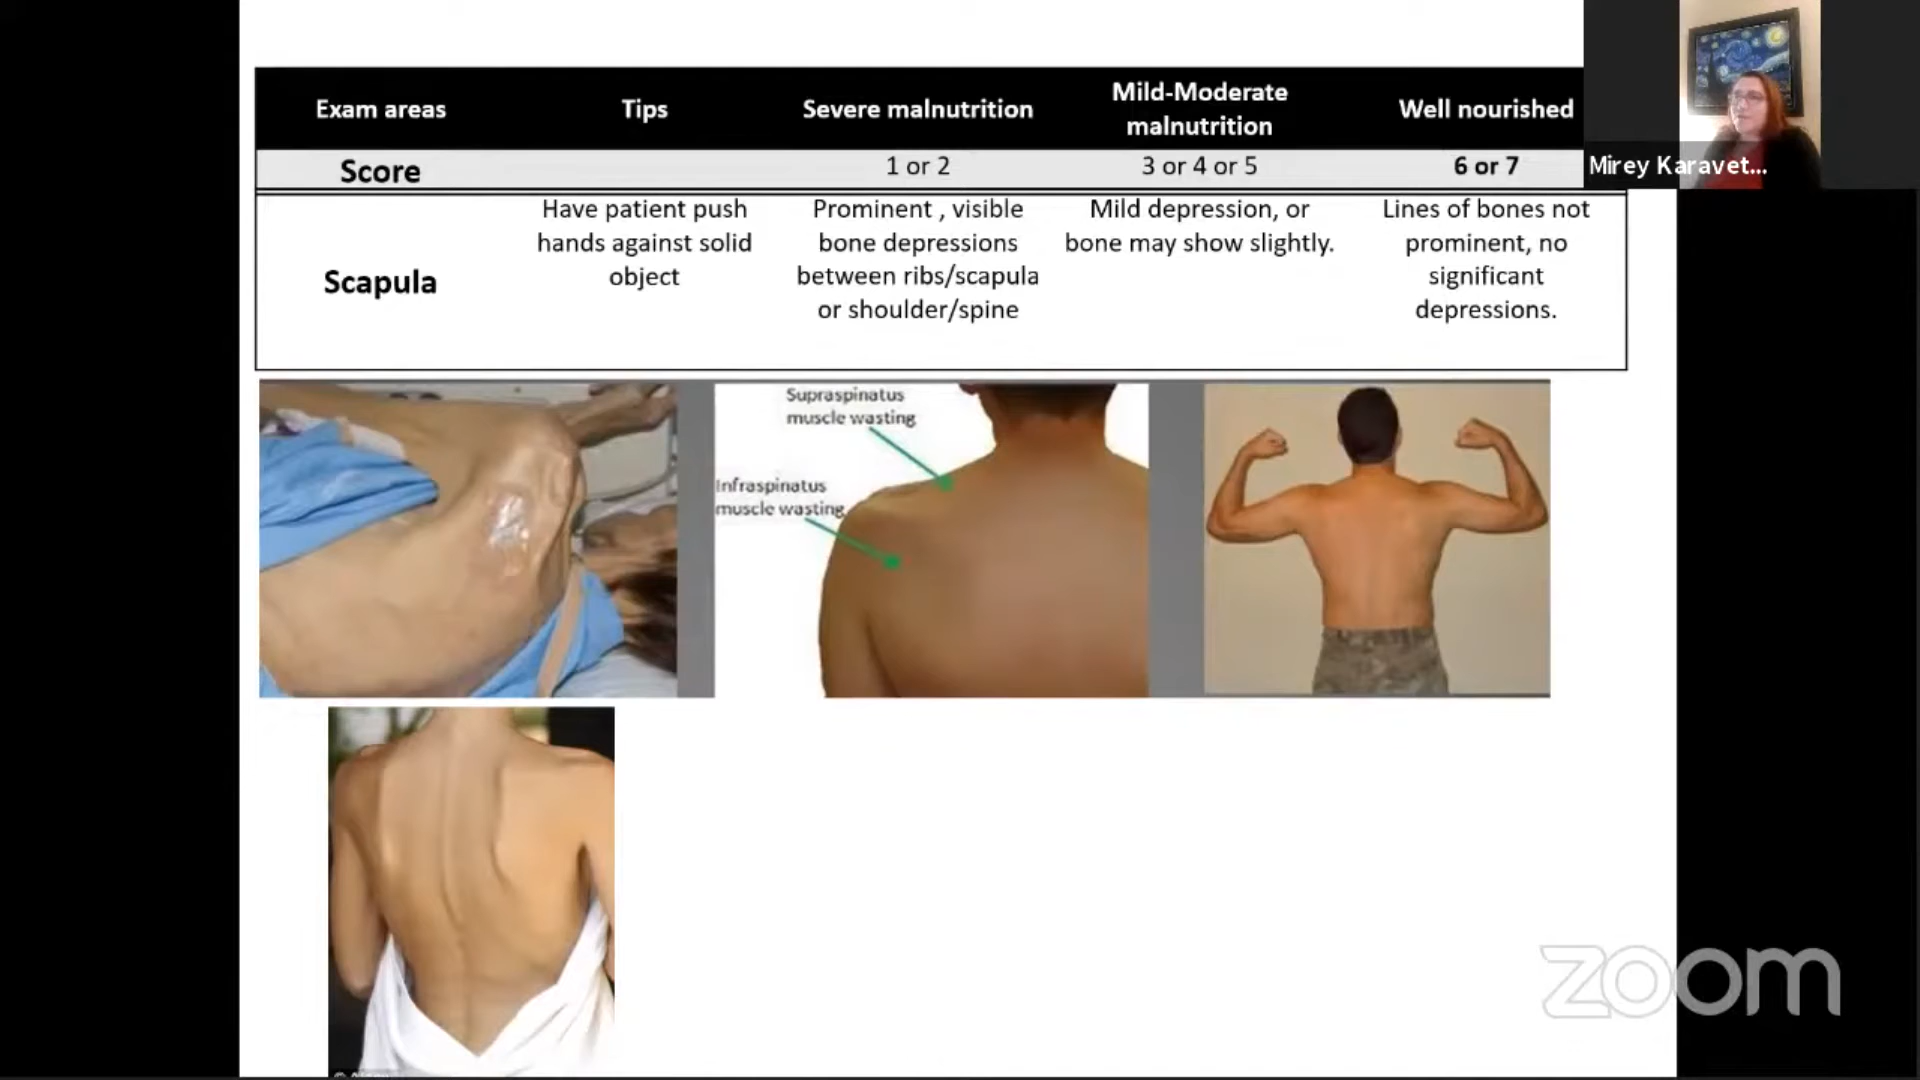 Exam areas
Tips
Severe malnutrition
Mild-Moderate
malnutrition
Well nourished
Score
1 or 2
3 or 4 or 5
6 or 7
Mirey Karavet...
Scapula
Have patient push
hands against solid
object
Prominent , visible
bone depressions
between ribs/scapula
or shoulder/spine
Mild depression, or
bone may show slightly.
Lines of bones not
prominent, no
significant
depressions.
Supraspinatus
muscle wasting
Infraspinatus
muscle wasting
zoom